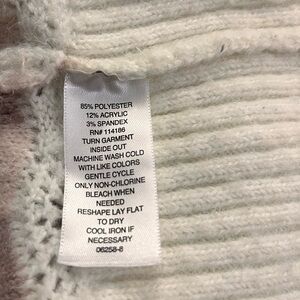 85% POLYESTER
12% ACRYLIC
3% SPANDEX
RN# 114186
TURN GARMENT
INSIDE OUT
MACHINE WASH COLD
WITH LIKE COLORS
GENTLE CYCLE
ONLY NON-CHLORINE
BLEACH WHEN
NEEDED
RESHAPE LAY FLAT
TO DRY
COOL IRON IF
NECESSARY
06258-8